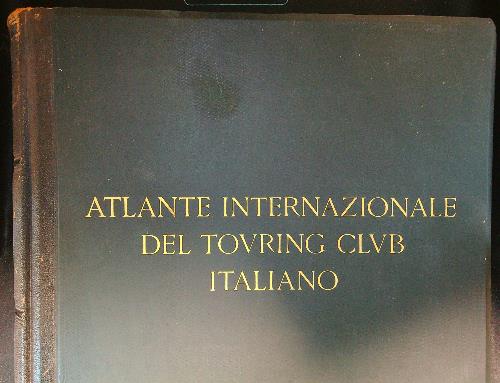 ATLANTE INTERNAZIONALE
DEL TOVRING CLVB
ITALIANO